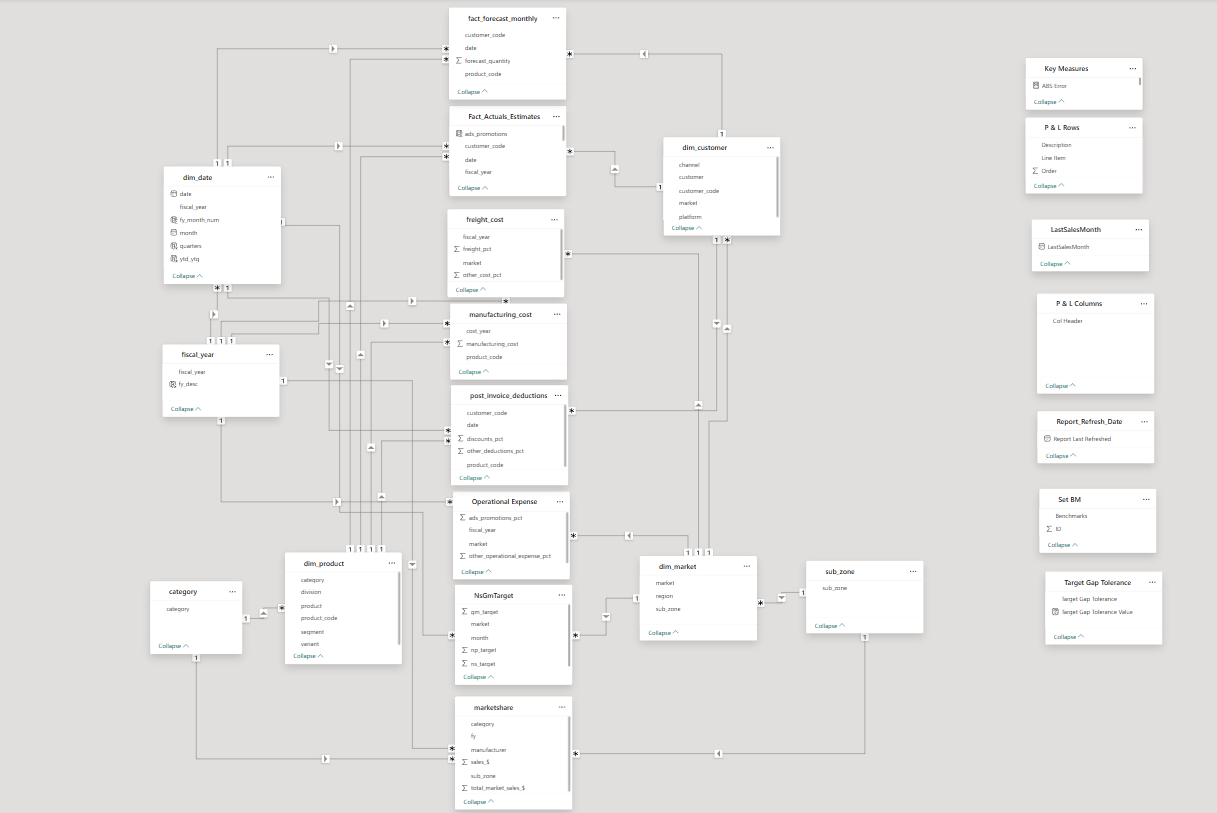 fact_forecast_monthly
customer_code
date
forecast_quantity
product_code
Collapse
Fact_Actuals_Estimates
ads_promotions
customer_code
date
fiscal_year
Collapse
freight_cost
fiscal_year
freight_pct
market
other_cost_pct
Collapse
manufacturing_cost
cost_year
manufacturing_cost
product_code
Collapse
post_invoice_deductions
customer_code
date
discounts_pct
other_deductions_pct
product_code
Collapse
Operational Expense
ads_promotions_pct
fiscal_year
market
other_operational_expense_pct
Collapse
NsGmTarget
gm_target
market
month
np_target
ns_target
Collapse
marketshare
category
fy
manufacturer
sales_$
sub_zone
total_market_sales_$
Collapse
dim_date
date
fiscal_year
fy_month_num
month
quarters
ytd_ytg
Collapse
fiscal_year
fiscal_year
fy_desc
Collapse
category
category
Collapse
dim_product
category
division
product
product_code
segment
variant
Collapse
dim_customer
channel
customer
customer_code
market
platform
Collapse
dim_market
market
region
sub_zone
Collapse
sub_zone
sub_zone
Collapse
Key Measures
ABS Error
Collapse
P & L Rows
Description
Line Item
Order
Collapse
LastSalesMonth
LastSalesMonth
Collapse
P & L Columns
Col Header
Collapse
Report_Refresh_Date
Report Last Refreshed
Collapse
Set BM
Benchmarks
ID
Collapse
Target Gap Tolerance
Target Gap Tolerance
Target Gap Tolerance Value
Collapse